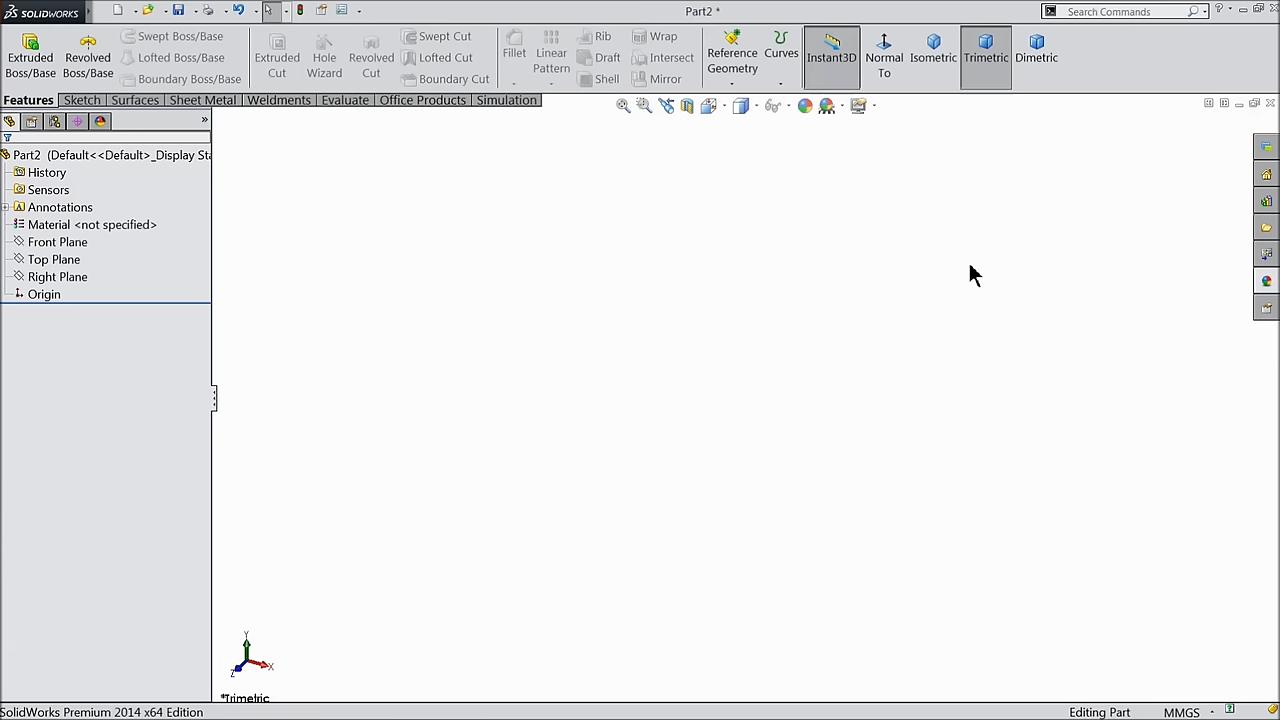 SOLIDWORKS
Part2 *
Search Commands
Extruded Boss/Base
Revolved Boss/Base
Swept Boss/Base
Lofted Boss/Base
Boundary Boss/Base
Extruded Cut
Hole Wizard
Revolved Cut
Swept Cut
Lofted Cut
Boundary Cut
Fillet
Linear Pattern
Rib
Draft
Shell
Wrap
Intersect
Mirror
Reference Geometry
Curves
Instant3D
Normal To
Isometric
Trimetric
Dimetric
Features Sketch Surfaces Sheet Metal Weldments Evaluate Office Products Simulation
Part2 (Default<<Default>_Display Sta
History
Sensors
Annotations
Material <not specified>
Front Plane
Top Plane
Right Plane
Origin
Y
X
Z
*Trimetric
SolidWorks Premium 2014 x64 Edition
Editing Part
MMGS